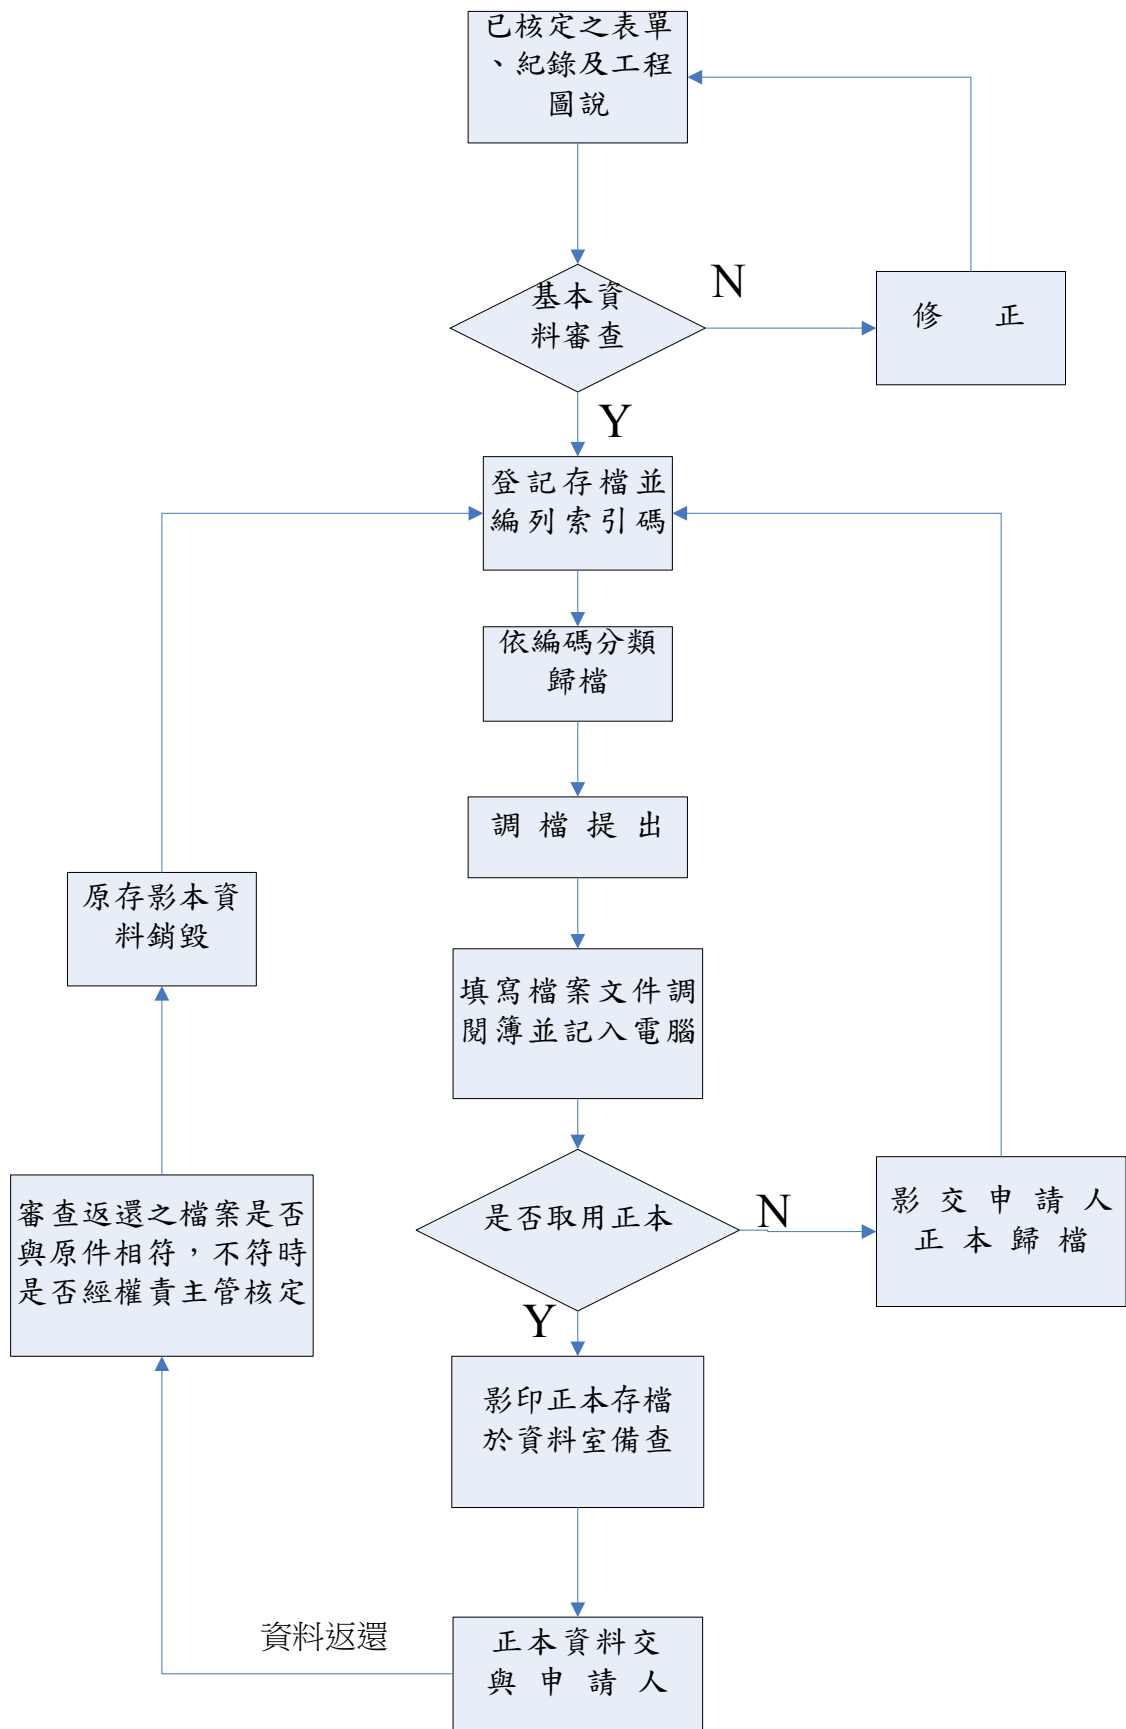 已核定之表單
、紀錄及工程
圖說
基本資
料審查
N
修 正
Y
登記存檔並
編列索引碼
依編碼分類
歸檔
調檔提出
原存影本資
料銷毀
填寫檔案文件調
閱簿並記入電腦
審查返還之檔案是否
與原件相符，不符時
是否經權責主管核定
是否取用正本
N
影交申請人
正本歸檔
Y
影印正本存檔
於資料室備查
資料返還
正本資料交
與申請人